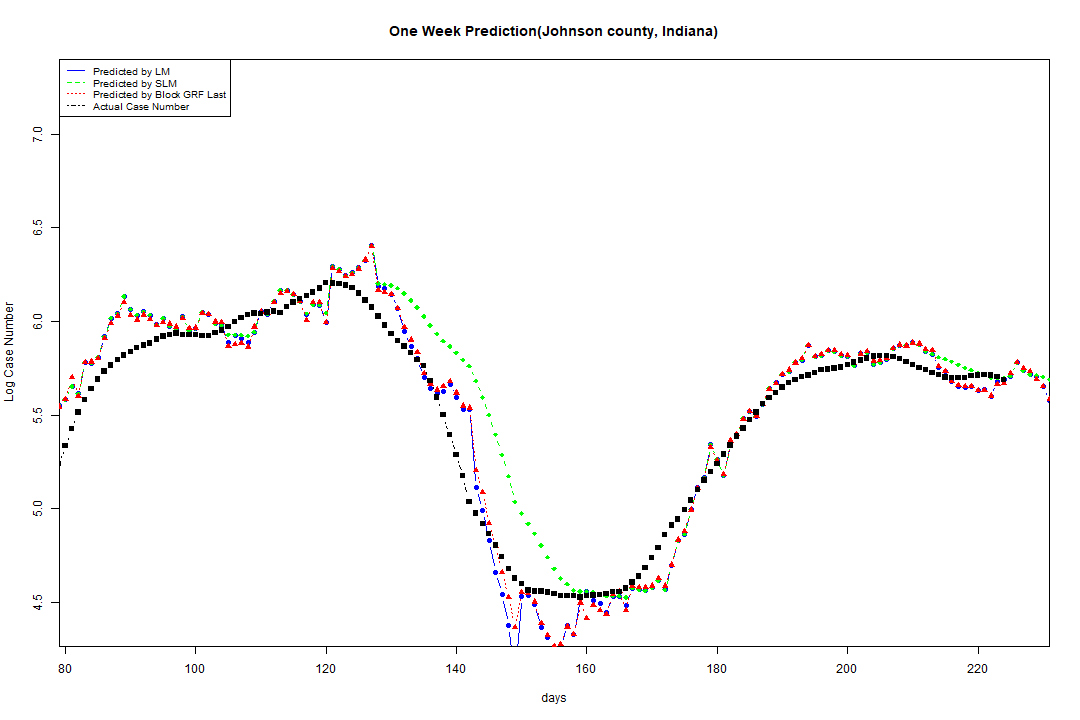 One Week Prediction(Johnson county, Indiana)
Predicted by LM
Predicted by SLM
Predicted by Block GRF Last
Actual Case Number
7.0
6.5
6.0
5.5
5.0
4.5
Log Case Number
80 100 120 140 160 180 200 220
days